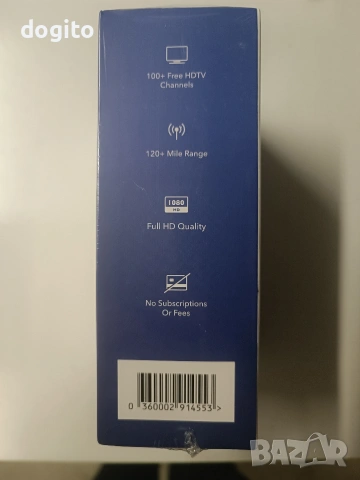 dogito
100+ Free HDTV
Channels
120+ Mile Range
1080
HD
Full HD Quality
No Subscriptions
Or Fees
0 360002 914553 >
BAZAR